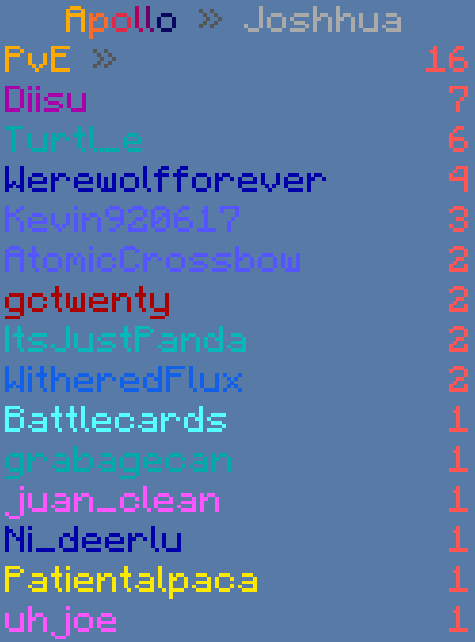 Apollo » Joshhua
PvE » 16
Diisu 7
Turtl_e 6
Werewolfforever 4
Kevin920617 3
AtomicCrossbow 2
gctwenty 2
ItsJustPanda 2
WitheredFlux 2
Battlecards 1
grabagecan 1
juan_clean 1
Ni_deerlu 1
Patientalpaca 1
uhjoe 1